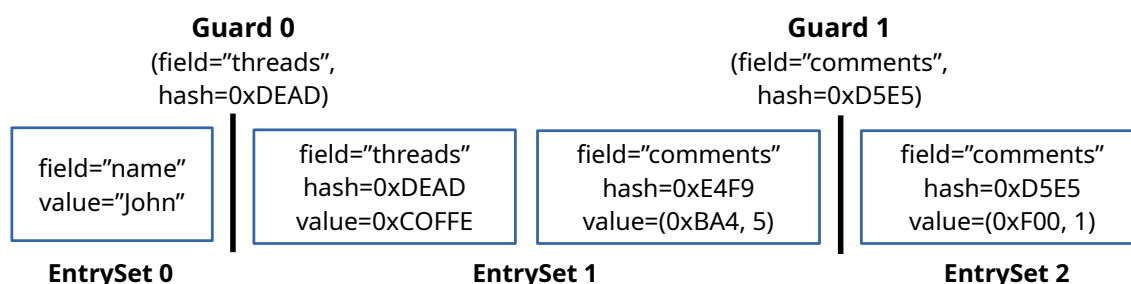 Guard 0
(field=”threads”,
hash=0xDEAD)
Guard 1
(field=”comments”,
hash=0xD5E5)
field=”name”
value=”John”
field=”threads”
hash=0xDEAD
value=0xCOFFE
field=”comments”
hash=0xE4F9
value=(0xBA4, 5)
field=”comments”
hash=0xD5E5
value=(0xF00, 1)
EntrySet 0
EntrySet 1
EntrySet 2